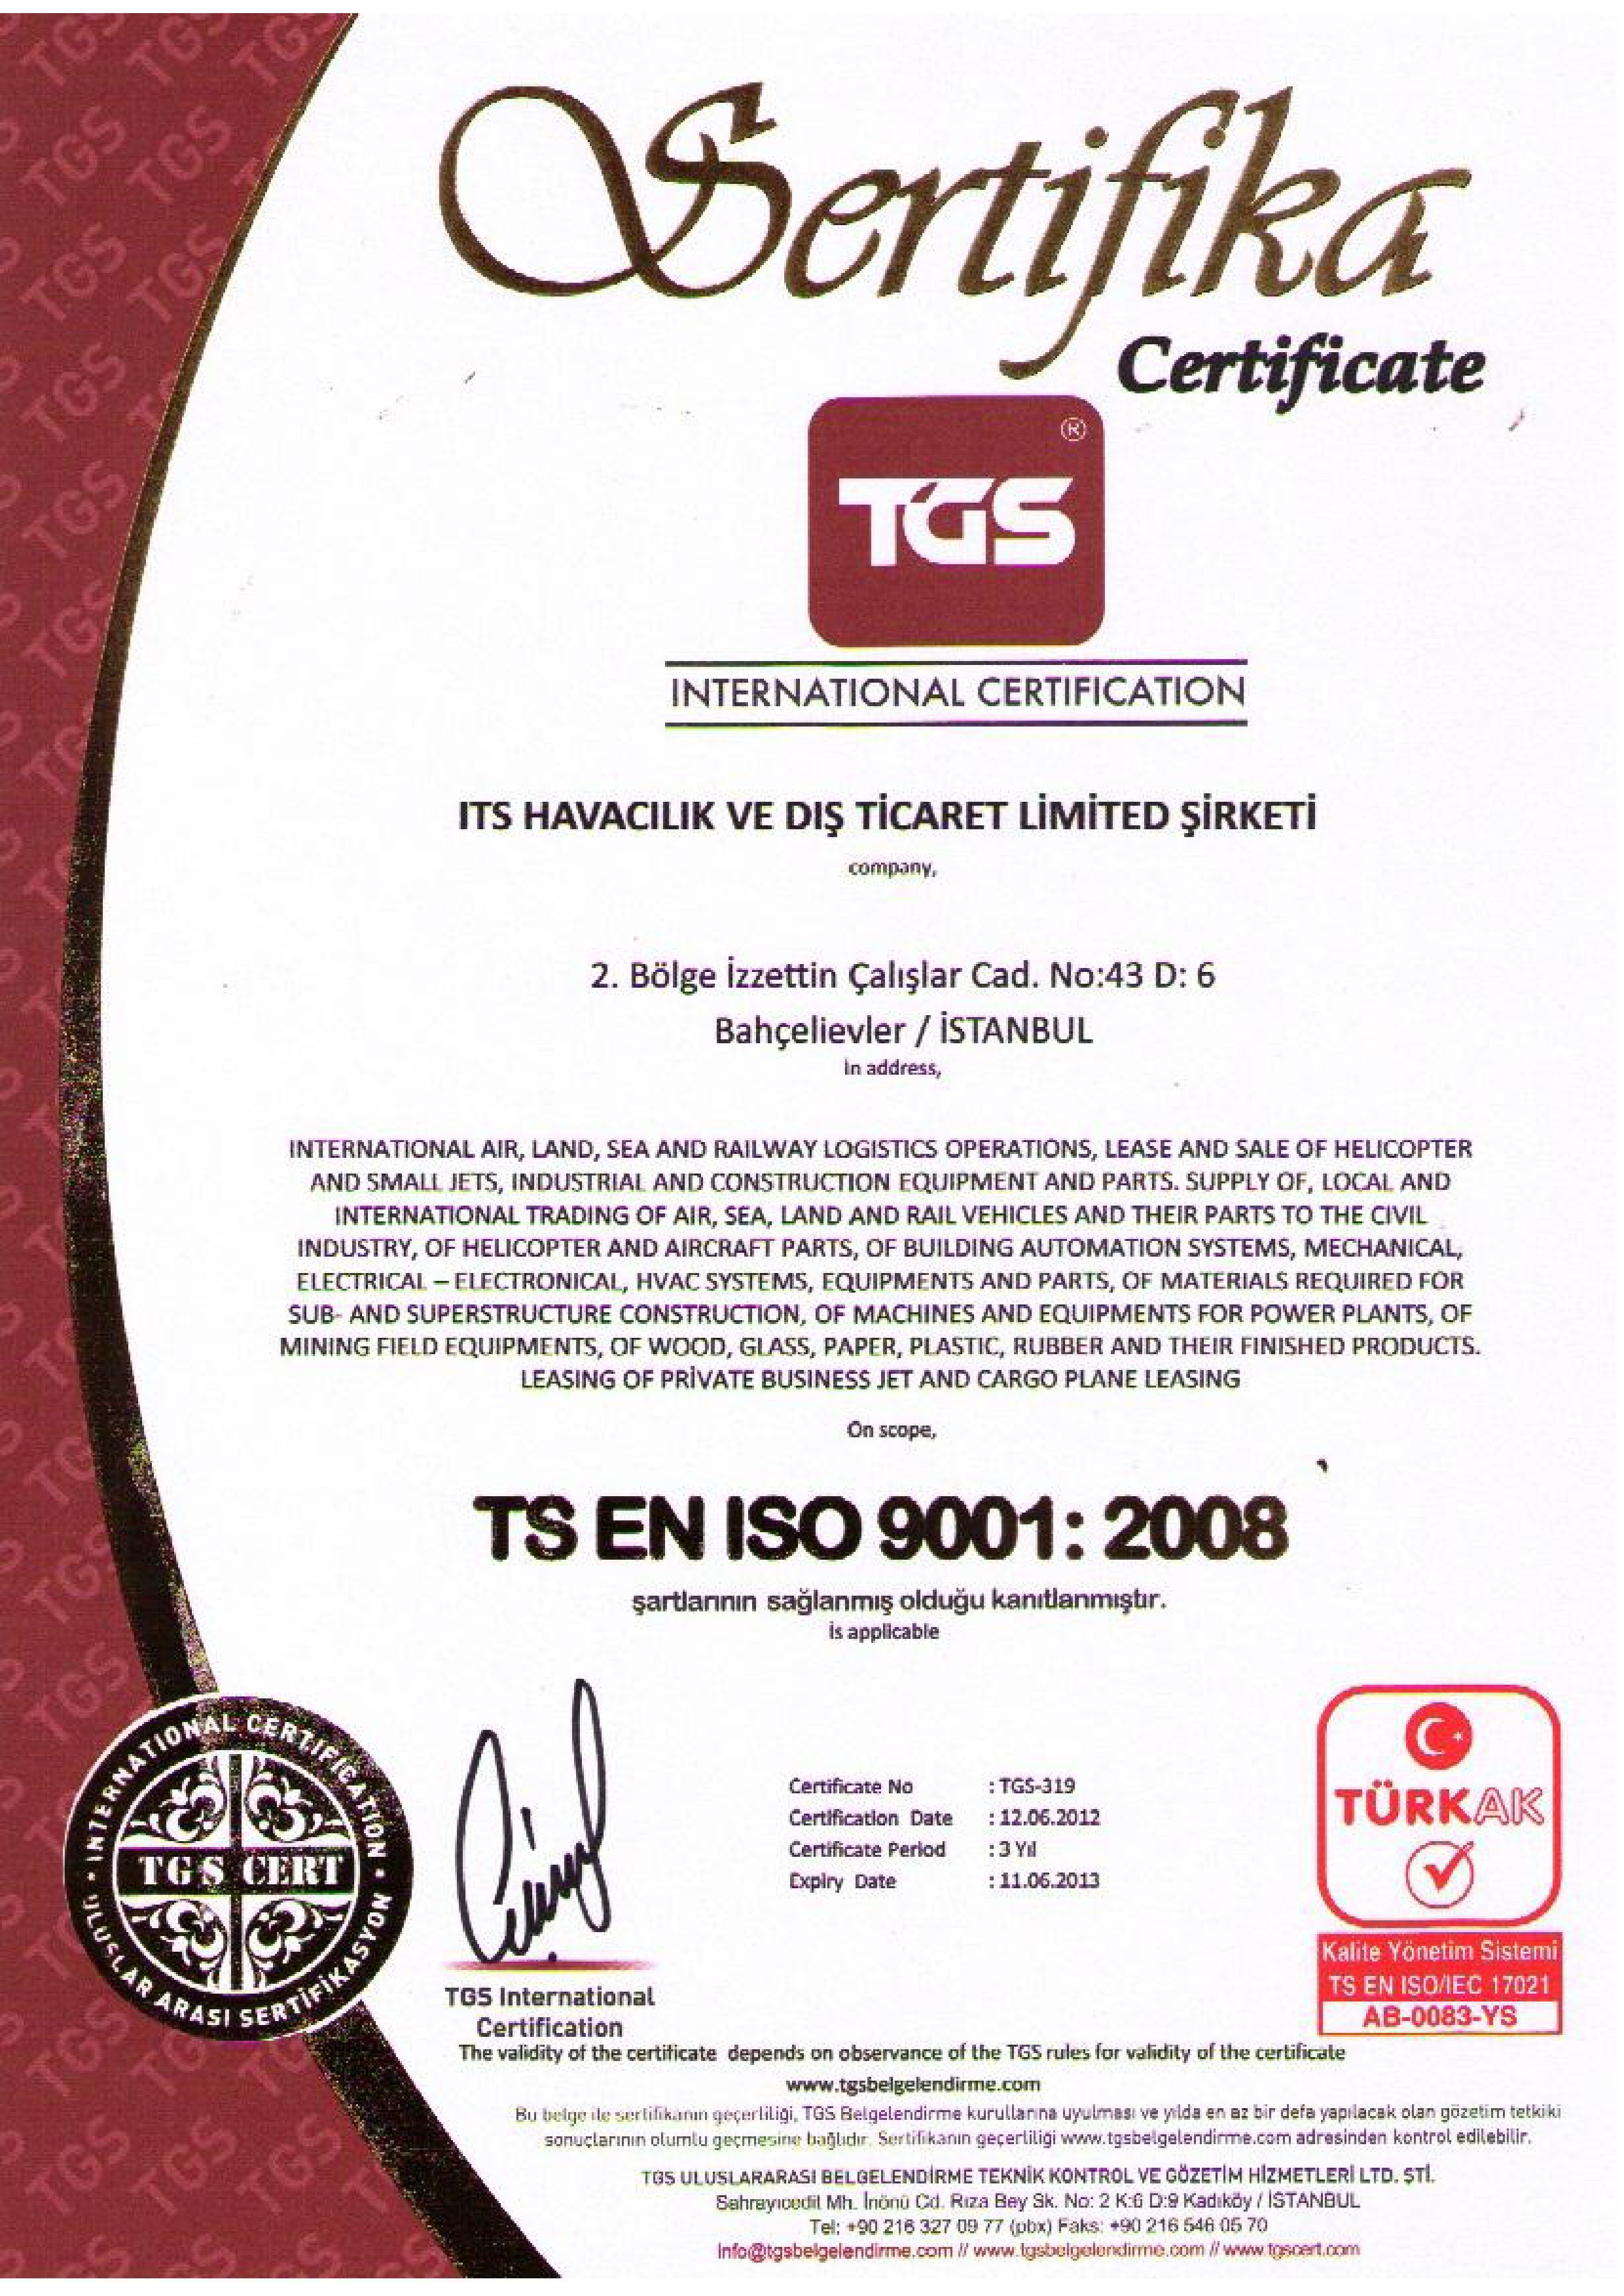 Sertifika
Certificate
®
TGS
INTERNATIONAL CERTIFICATION
ITS HAVACILIK VE DIŞ TİCARET LİMİTED ŞİRKETİ
company,
2. Bölge İzzettin Çalışlar Cad. No:43 D: 6
Bahçelievler / İSTANBUL
in address,
INTERNATIONAL AIR, LAND, SEA AND RAILWAY LOGISTICS OPERATIONS, LEASE AND SALE OF HELICOPTER
AND SMALL JETS, INDUSTRIAL AND CONSTRUCTION EQUIPMENT AND PARTS. SUPPLY OF, LOCAL AND
INTERNATIONAL TRADING OF AIR, SEA, LAND AND RAIL VEHICLES AND THEIR PARTS TO THE CIVIL
INDUSTRY, OF HELICOPTER AND AIRCRAFT PARTS, OF BUILDING AUTOMATION SYSTEMS, MECHANICAL,
ELECTRICAL – ELECTRONICAL, HVAC SYSTEMS, EQUIPMENTS AND PARTS, OF MATERIALS REQUIRED FOR
SUB- AND SUPERSTRUCTURE CONSTRUCTION, OF MACHINES AND EQUIPMENTS FOR POWER PLANTS, OF
MINING FIELD EQUIPMENTS, OF WOOD, GLASS, PAPER, PLASTIC, RUBBER AND THEIR FINISHED PRODUCTS.
LEASING OF PRİVATE BUSINESS JET AND CARGO PLANE LEASING
On scope,
TS EN ISO 9001: 2008
şartlarının sağlanmış olduğu kanıtlanmıştır.
is applicable
INTERNATIONAL CERTIFICATION
TGS CERT
ULUSLAR ARASI SERTİFİKASYON
TGS International
Certification
Certificate No : TGS-319
Certification Date : 12.06.2012
Certificate Period : 3 Yıl
Expiry Date : 11.06.2013
TÜRKAK
Kalite Yönetim Sistemi
TS EN ISO/IEC 17021
AB-0083-YS
The validity of the certificate depends on observance of the TGS rules for validity of the certificate
www.tgsbelgelendirme.com
Bu belge ile sertifikanın geçerliliği, TGS Belgelendirme kurullarına uyulması ve yılda en az bir defa yapılacak olan gözetim tetkiki
sonuçlarının olumlu geçmesine bağlıdır. Sertifikanın geçerliliği www.tgsbelgelendirme.com adresinden kontrol edilebilir.
TGS ULUSLARARASI BELGELENDİRME TEKNİK KONTROL VE GÖZETİM HİZMETLERİ LTD. ŞTİ.
Sahrayıcedit Mh. İnönü Cd. Rıza Bey Sk. No: 2 K:6 D:9 Kadıköy / İSTANBUL
Tel: +90 216 327 09 77 (pbx) Faks: +90 216 546 05 70
info@tgsbelgelendirme.com // www.tgsbelgelendirme.com // www.tgscert.com